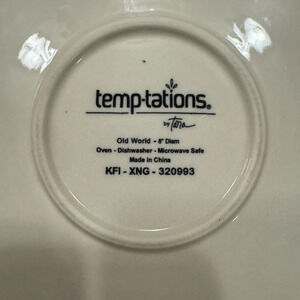 temp-tations®
by Tara
Old World - 8" Diam
Oven - Dishwasher - Microwave Safe
Made in China
KFI - XNG - 320993